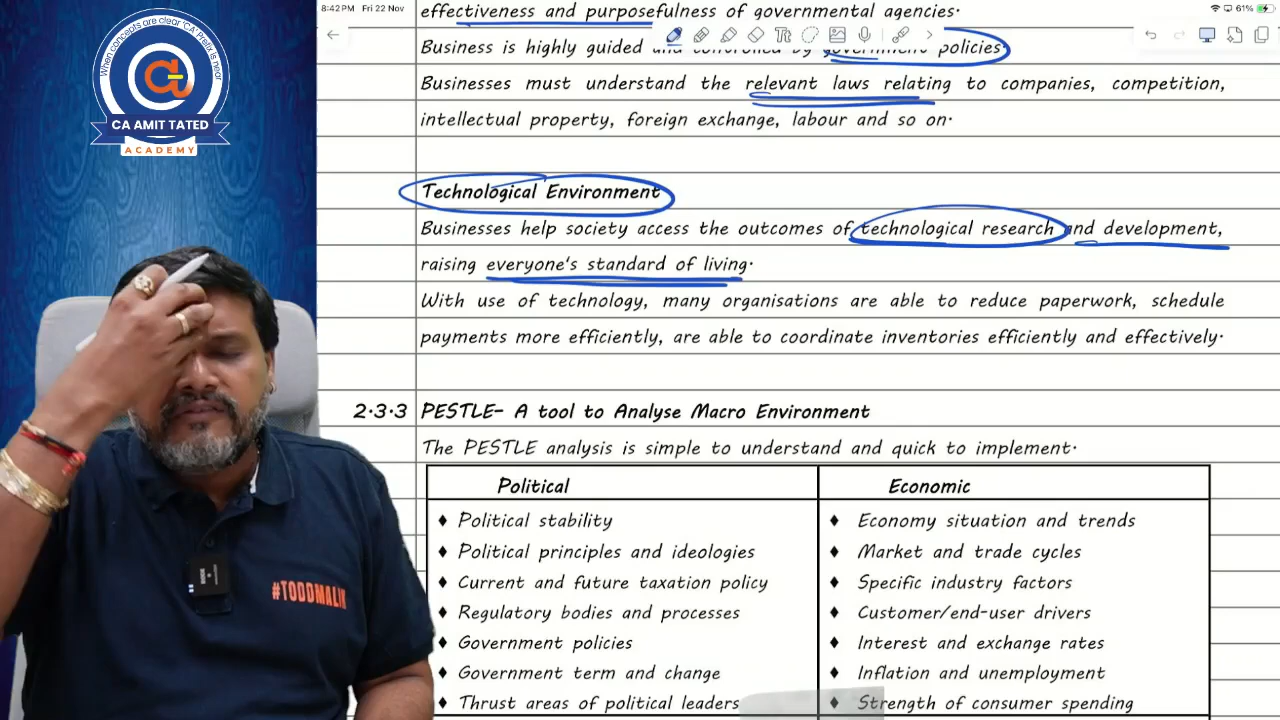 8:42 PM Fri 22 Nov
61%
When concepts are clear 'CA' Prefix is near
CA AMIT TATED
ACADEMY
effectiveness and purposefulness of governmental agencies.
Business is highly guided and controlled by government policies.
Businesses must understand the relevant laws relating to companies, competition,
intellectual property, foreign exchange, labour and so on.
Technological Environment
Businesses help society access the outcomes of technological research and development,
raising everyone's standard of living.
With use of technology, many organisations are able to reduce paperwork, schedule
payments more efficiently, are able to coordinate inventories efficiently and effectively.
2.3.3 PESTLE- A tool to Analyse Macro Environment
The PESTLE analysis is simple to understand and quick to implement.
Political
♦ Political stability
♦ Political principles and ideologies
♦ Current and future taxation policy
♦ Regulatory bodies and processes
♦ Government policies
♦ Government term and change
♦ Thrust areas of political leaders
Economic
♦ Economy situation and trends
♦ Market and trade cycles
♦ Specific industry factors
♦ Customer/end-user drivers
♦ Interest and exchange rates
♦ Inflation and unemployment
♦ Strength of consumer spending
#TODDMALIK